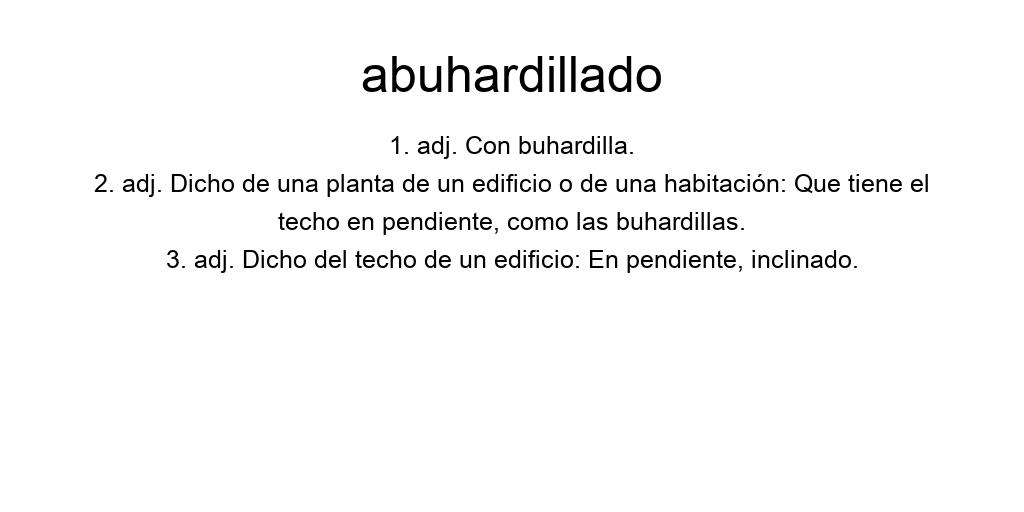 abuhardillado
1. adj. Con buhardilla.
2. adj. Dicho de una planta de un edificio o de una habitación: Que tiene el
techo en pendiente, como las buhardillas.
3. adj. Dicho del techo de un edificio: En pendiente, inclinado.